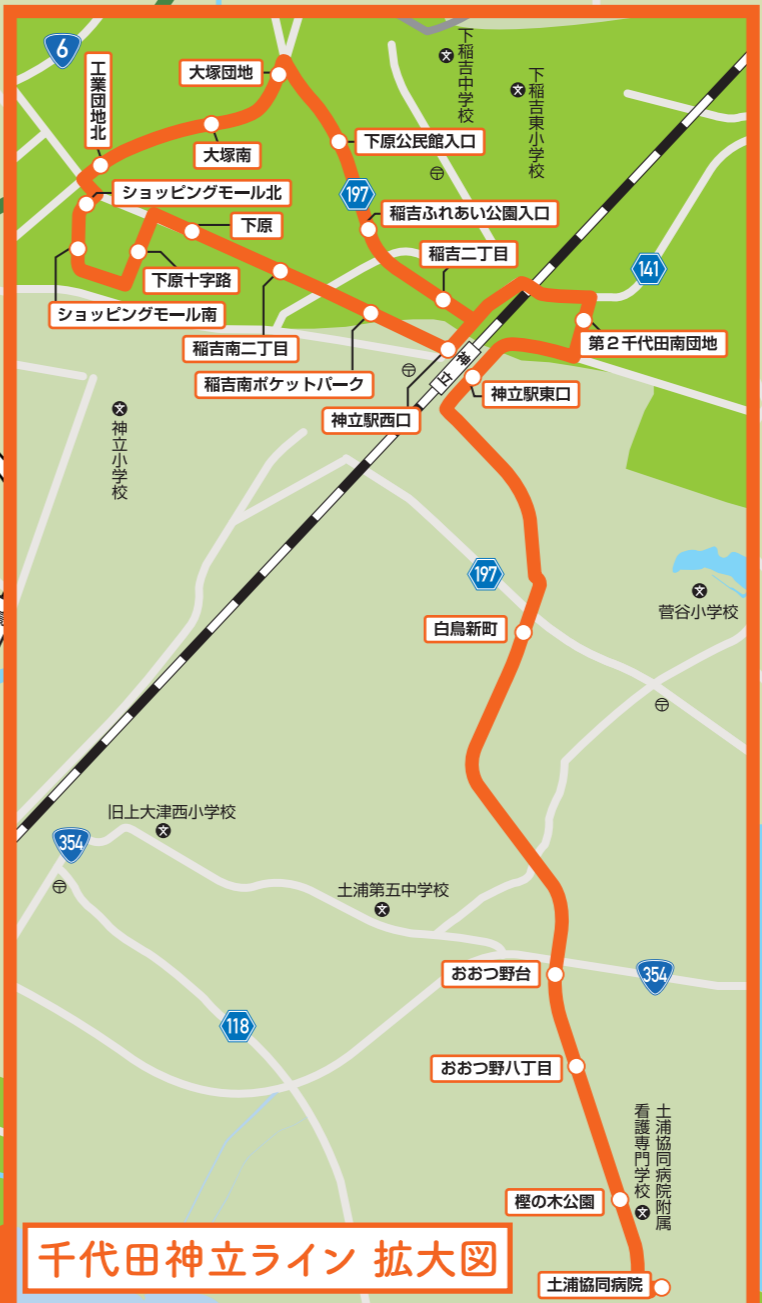 6
工業団地北
大塚団地
大塚南
下稲吉中学校
下稲吉東小学校
下原公民館入口
197
ショッピングモール北
稲吉ふれあい公園入口
下原
稲吉二丁目
141
下原十字路
ショッピングモール南
稲吉南二丁目
第2千代田南団地
稲吉南ポケットパーク
神立
神立駅東口
神立駅西口
神立小学校
197
菅谷小学校
白鳥新町
旧上大津西小学校
354
土浦第五中学校
おおつ野台
354
118
おおつ野八丁目
土浦協同病院附属
看護専門学校
樫の木公園
千代田神立ライン 拡大図
土浦協同病院